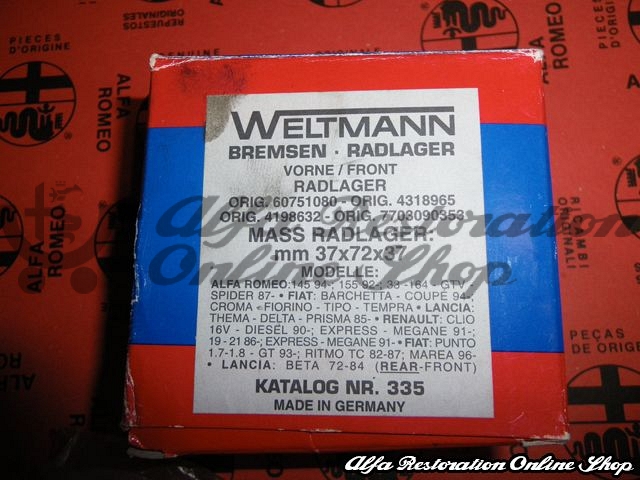 PIECES D'ORIGINE
GENUINE
ALFA ROMEO
ALFA ROMEO
ALFA ROMEO
RICAMBI ORIGINALI
PEÇAS DE ORIGEM
WELTMANN
BREMSEN · RADLAGER
VORNE/FRONT
RADLAGER
ORIG. 60751080 - ORIG. 4318965
ORIG. 4198632 - ORIG. 7703090353
MASS RADLAGER:
mm 37x72x37
MODELLE:
ALFA ROMEO: 145 94-; 155 92-; 33 - 164 - GTV -
SPIDER 87- • FIAT: BARCHETTA - COUPÉ 94-;
CROMA - FIORINO - TIPO - TEMPRA • LANCIA:
THEMA - DELTA - PRISMA 85- • RENAULT: CLIO
16V - DIESEL 90-; EXPRESS - MEGANE 91-;
19 - 21 86-; EXPRESS - MEGANE 91- • FIAT: PUNTO
1.7-1.8 - GT 93-; RITMO TC 82-87; MAREA 96-
• LANCIA: BETA 72-84 (REAR-FRONT)
KATALOG NR. 335
MADE IN GERMANY
Alfa Restoration
Online Shop
Alfa Restoration Online Shop